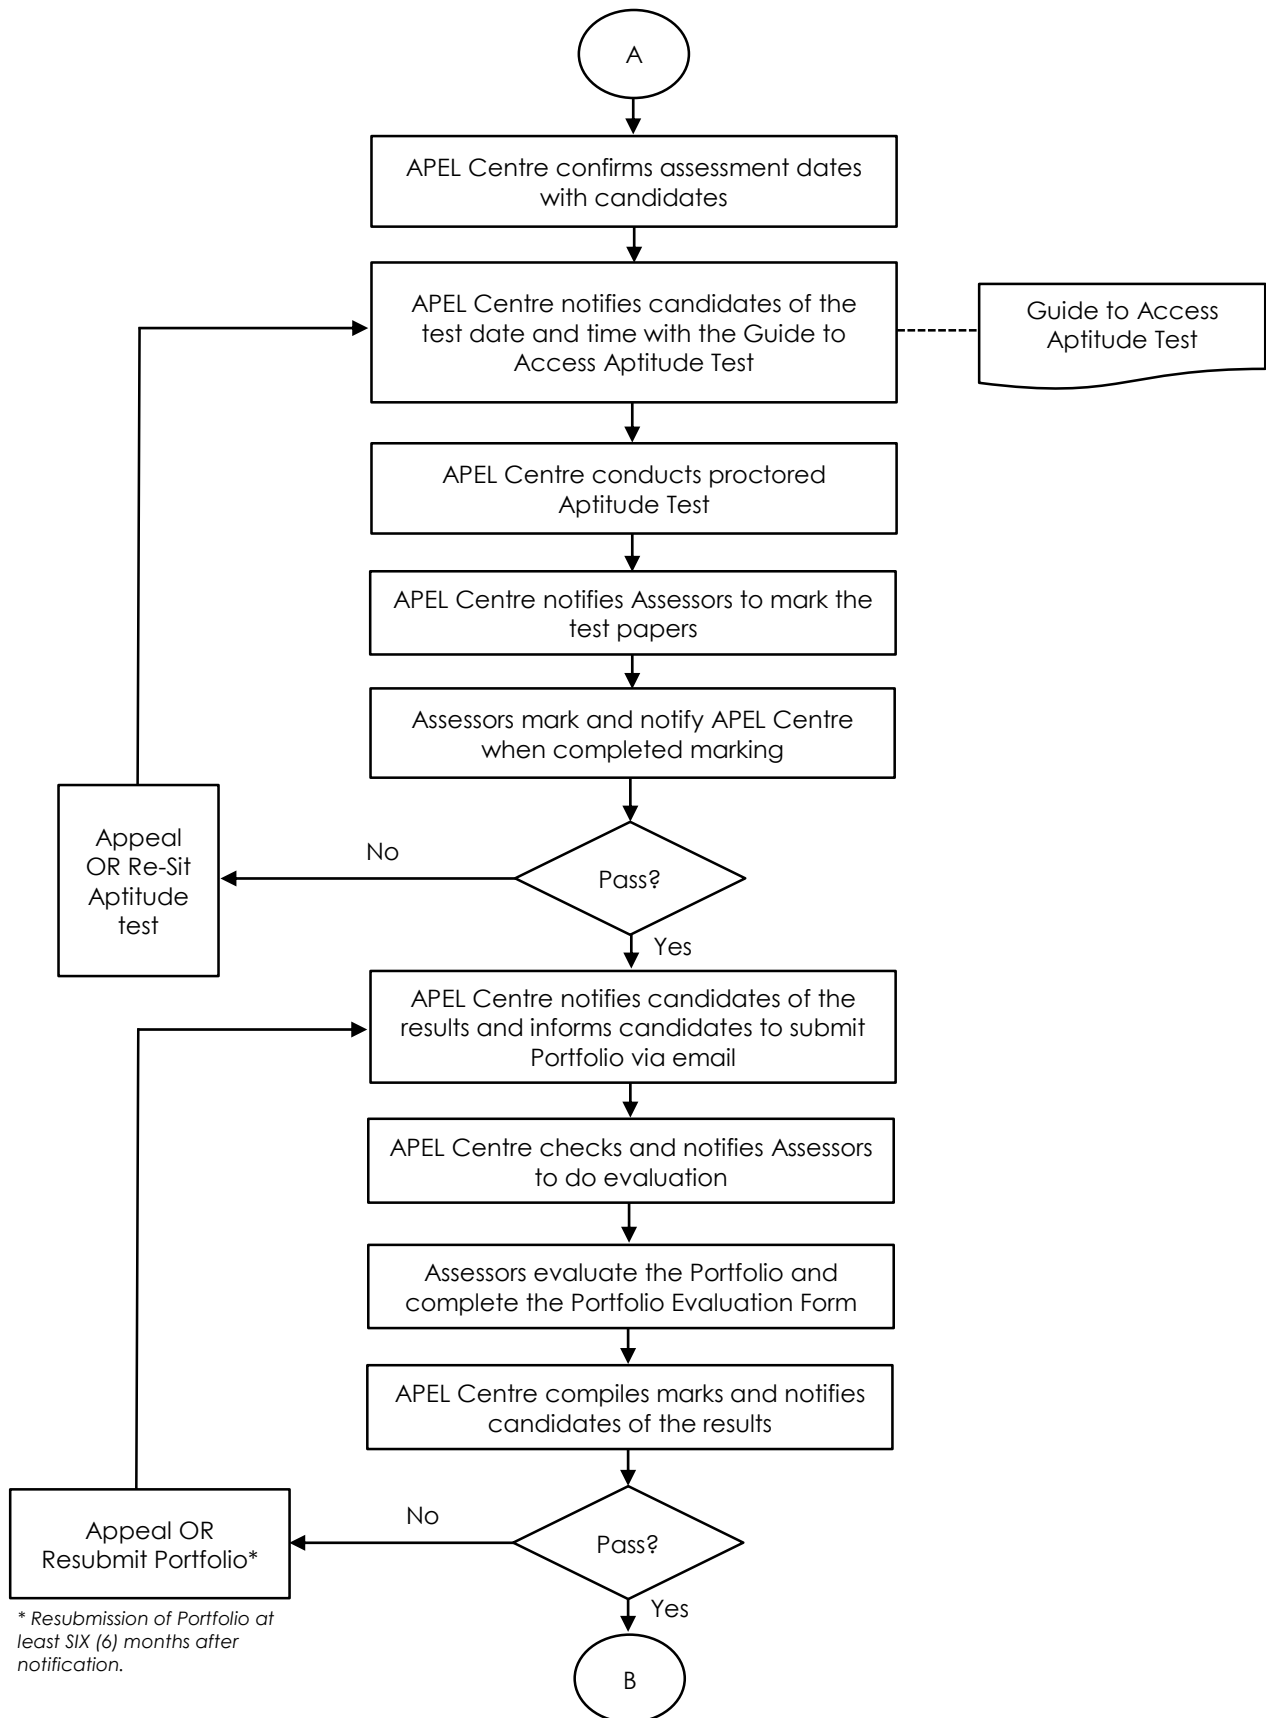 A
APEL Centre confirms assessment dates
with candidates
APEL Centre notifies candidates of the
test date and time with the Guide to
Access Aptitude Test
Guide to Access
Aptitude Test
APEL Centre conducts proctored
Aptitude Test
APEL Centre notifies Assessors to mark the
test papers
Assessors mark and notify APEL Centre
when completed marking
Appeal
OR Re-Sit
Aptitude
test
No
Pass?
Yes
APEL Centre notifies candidates of the
results and informs candidates to submit
Portfolio via email
APEL Centre checks and notifies Assessors
to do evaluation
Assessors evaluate the Portfolio and
complete the Portfolio Evaluation Form
APEL Centre compiles marks and notifies
candidates of the results
Appeal OR
Resubmit Portfolio*
No
Pass?
Yes
* Resubmission of Portfolio at
least SIX (6) months after
notification.
B